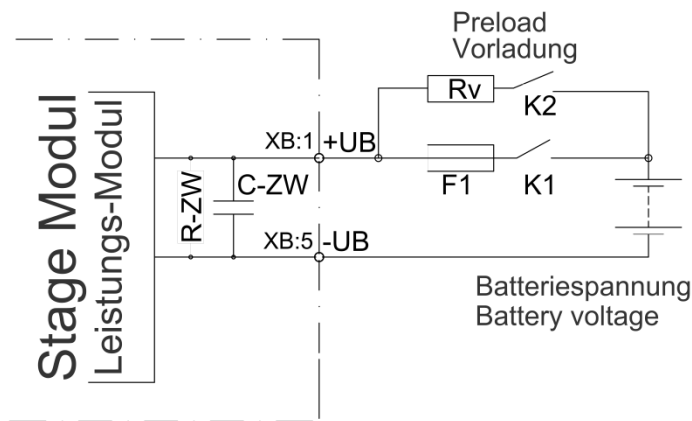 Preload
Vorladung
Rv
K2
XB:1 +UB
F1
K1
Stage Modul
Leistungs-Modul
R-ZW
C-ZW
XB:5 -UB
Batteriespannung
Battery voltage